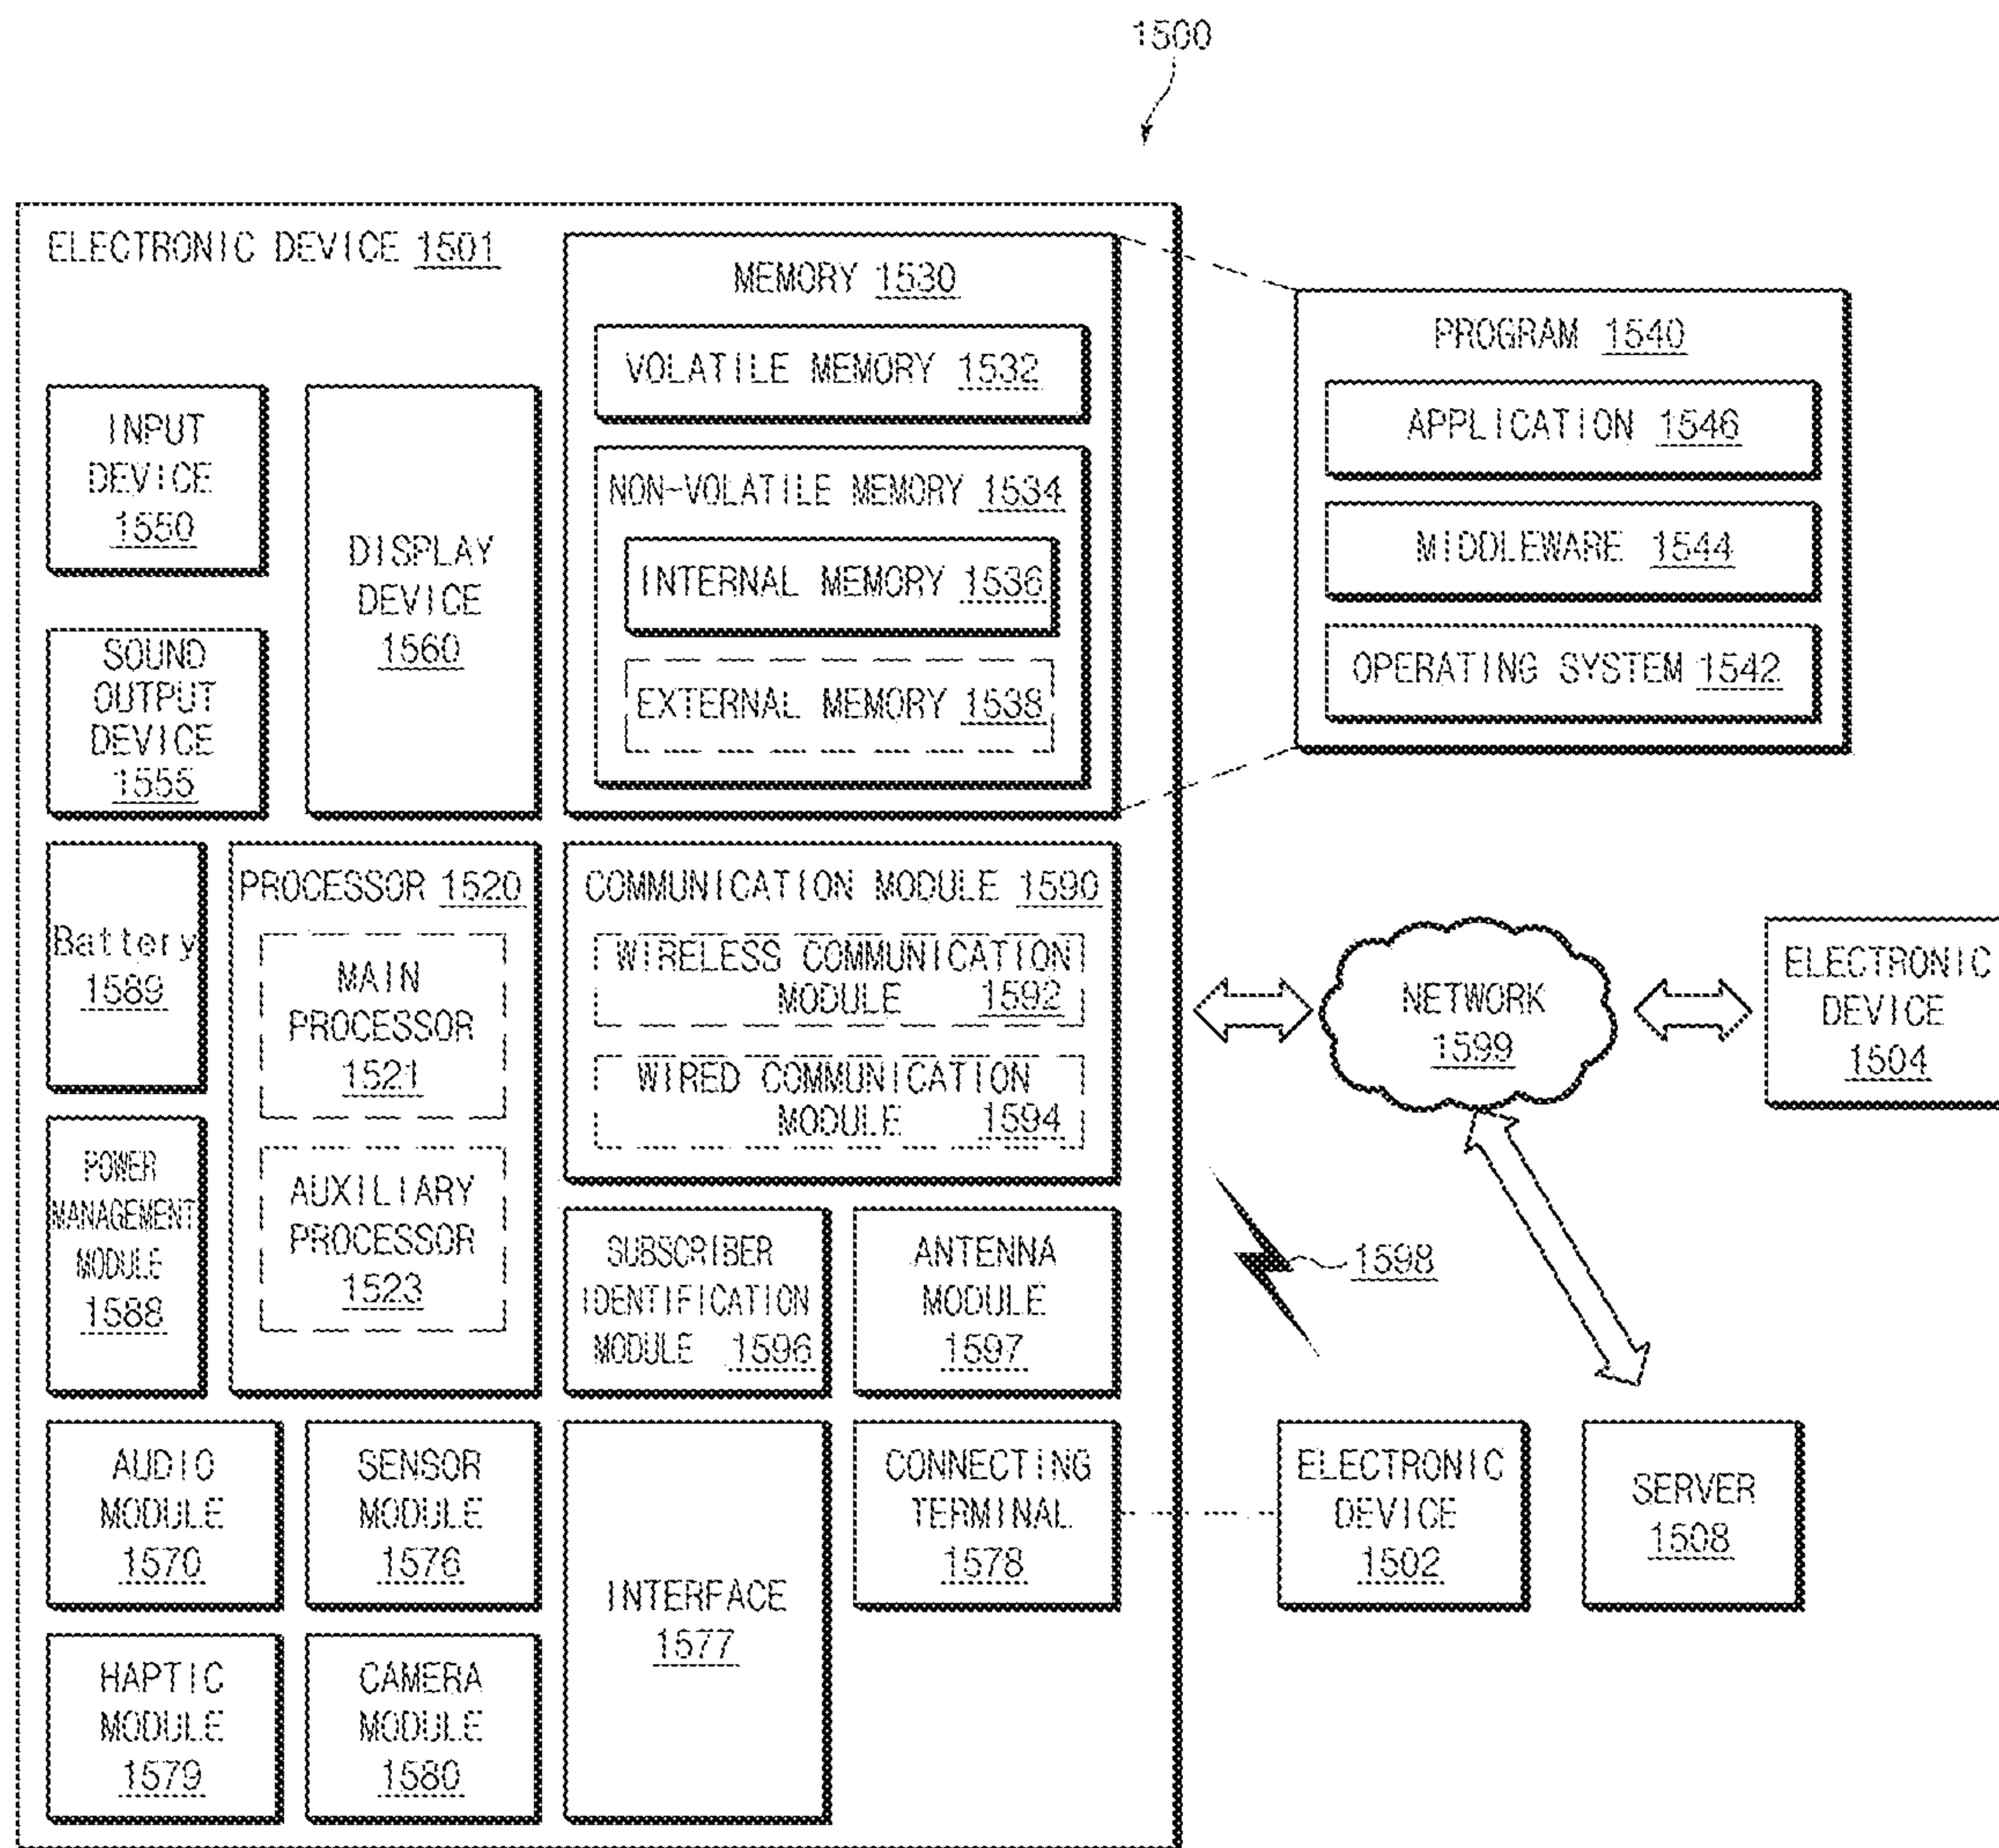 1500
ELECTRONIC DEVICE 1501
MEMORY 1530
VOLATILE MEMORY 1532
NON-VOLATILE MEMORY 1534
INTERNAL MEMORY 1536
EXTERNAL MEMORY 1538
INPUT
DEVICE
1550
SOUND
OUTPUT
DEVICE
1555
DISPLAY
DEVICE
1560
PROGRAM 1540
APPLICATION 1546
MIDDLEWARE 1544
OPERATING SYSTEM 1542
Battery
1589
POWER
MANAGEMENT
MODULE
1588
PROCESSOR 1520
MAIN
PROCESSOR
1521
AUXILIARY
PROCESSOR
1523
COMMUNICATION MODULE 1590
WIRELESS COMMUNICATION
MODULE 1592
WIRED COMMUNICATION
MODULE 1594
SUBSCRIBER
IDENTIFICATION
MODULE 1596
ANTENNA
MODULE
1597
NETWORK
1599
ELECTRONIC
DEVICE
1504
1598
AUDIO
MODULE
1570
SENSOR
MODULE
1576
INTERFACE
1577
CONNECTING
TERMINAL
1578
ELECTRONIC
DEVICE
1502
SERVER
1508
HAPTIC
MODULE
1579
CAMERA
MODULE
1580